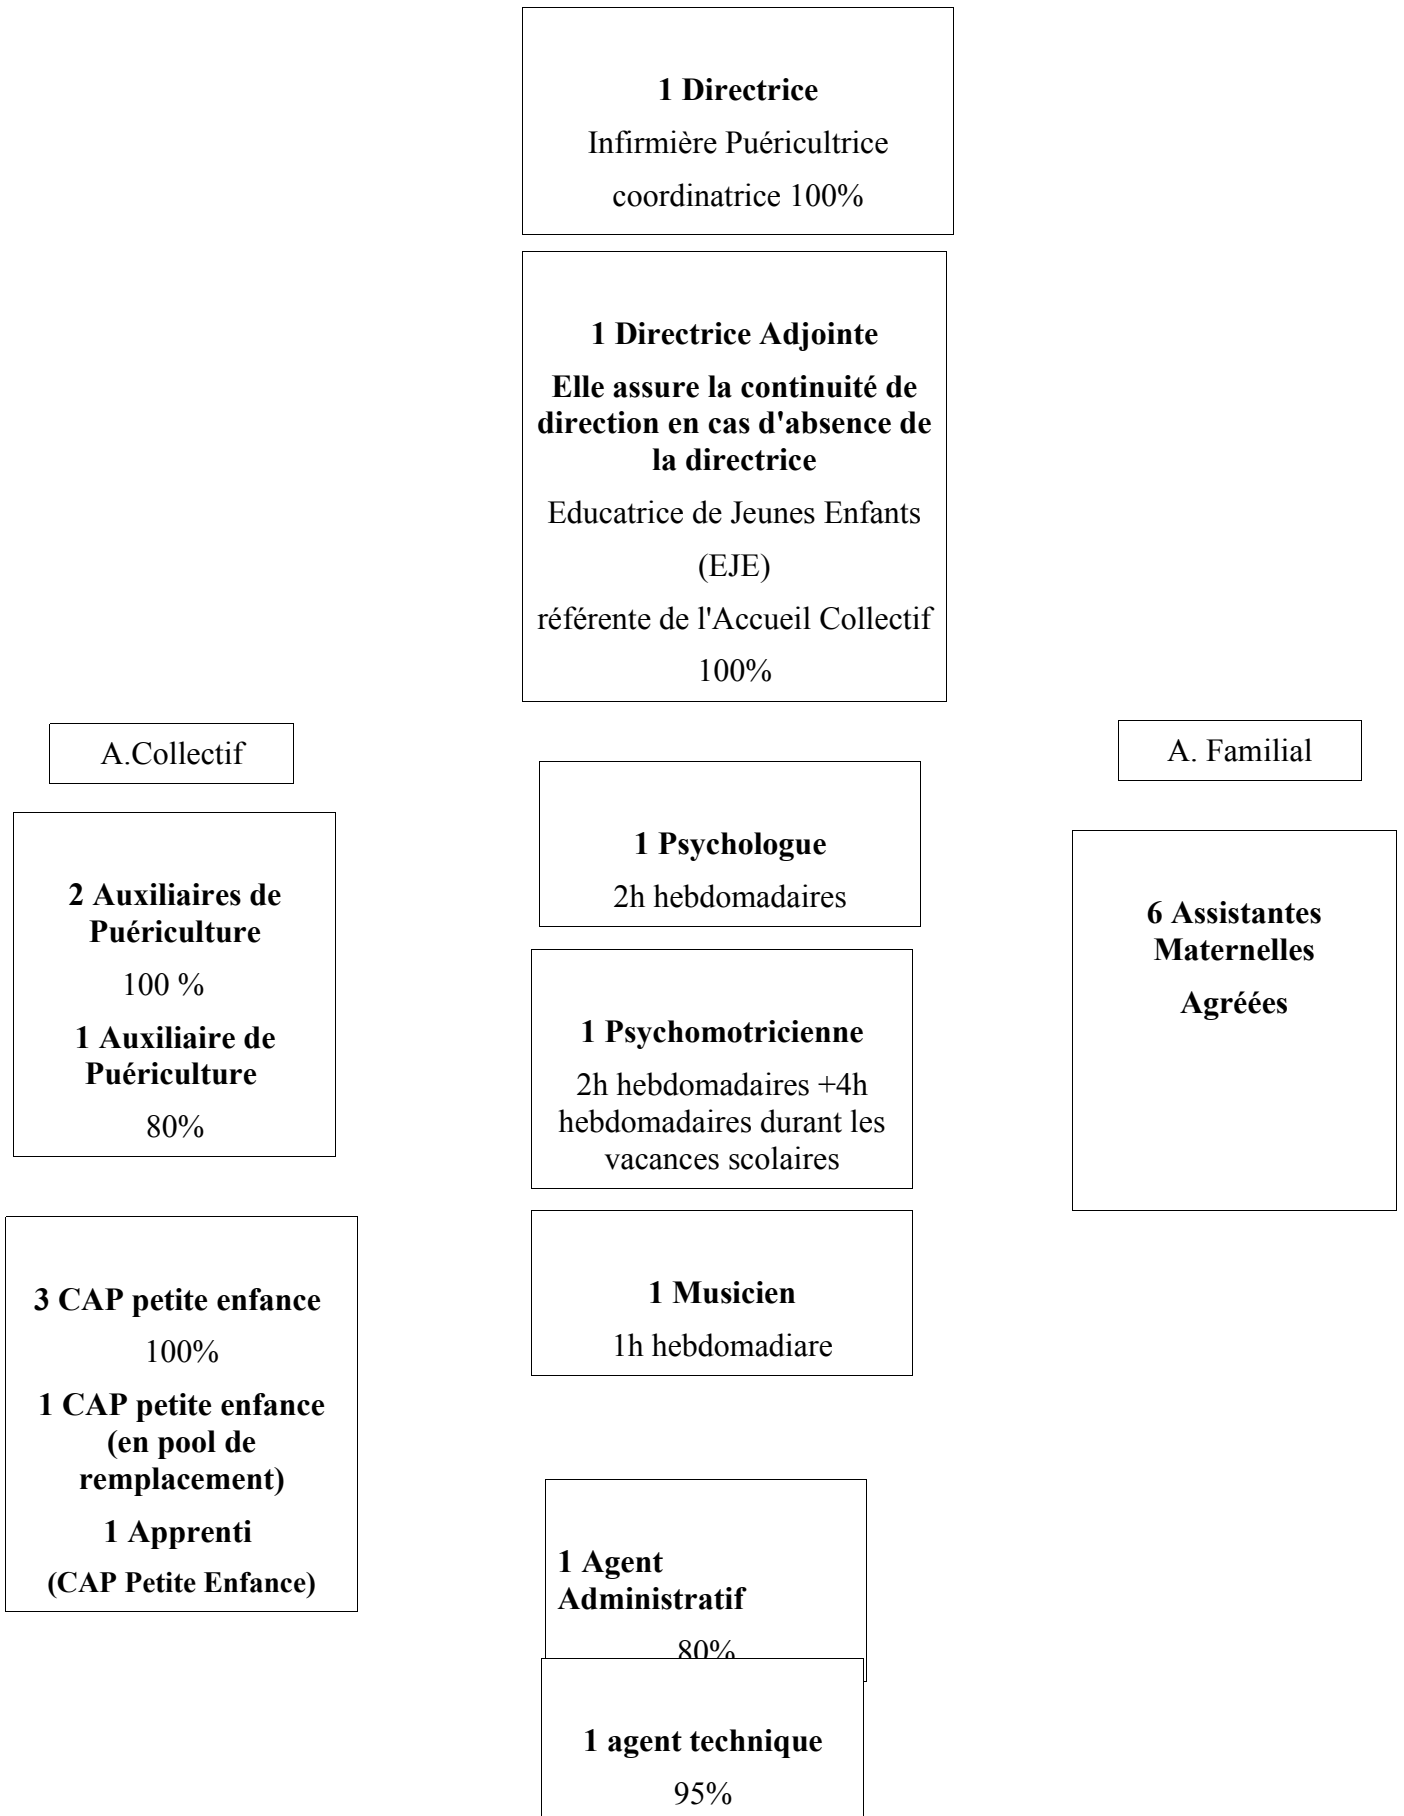 1 Directrice
Infirmière Puéricultrice
coordinatrice 100%
1 Directrice Adjointe
Elle assure la continuité de
direction en cas d'absence de
la directrice
Educatrice de Jeunes Enfants
(EJE)
référente de l'Accueil Collectif
100%
A.Collectif
2 Auxiliaires de
Puériculture
100 %
1 Auxiliaire de
Puériculture
80%
3 CAP petite enfance
100%
1 CAP petite enfance
(en pool de
remplacement)
1 Apprenti
(CAP Petite Enfance)
1 Psychologue
2h hebdomadaires
1 Psychomotricienne
2h hebdomadaires +4h
hebdomadaires durant les
vacances scolaires
1 Musicien
1h hebdomadiare
1 Agent
Administratif
80%
1 agent technique
95%
A. Familial
6 Assistantes
Maternelles
Agréées